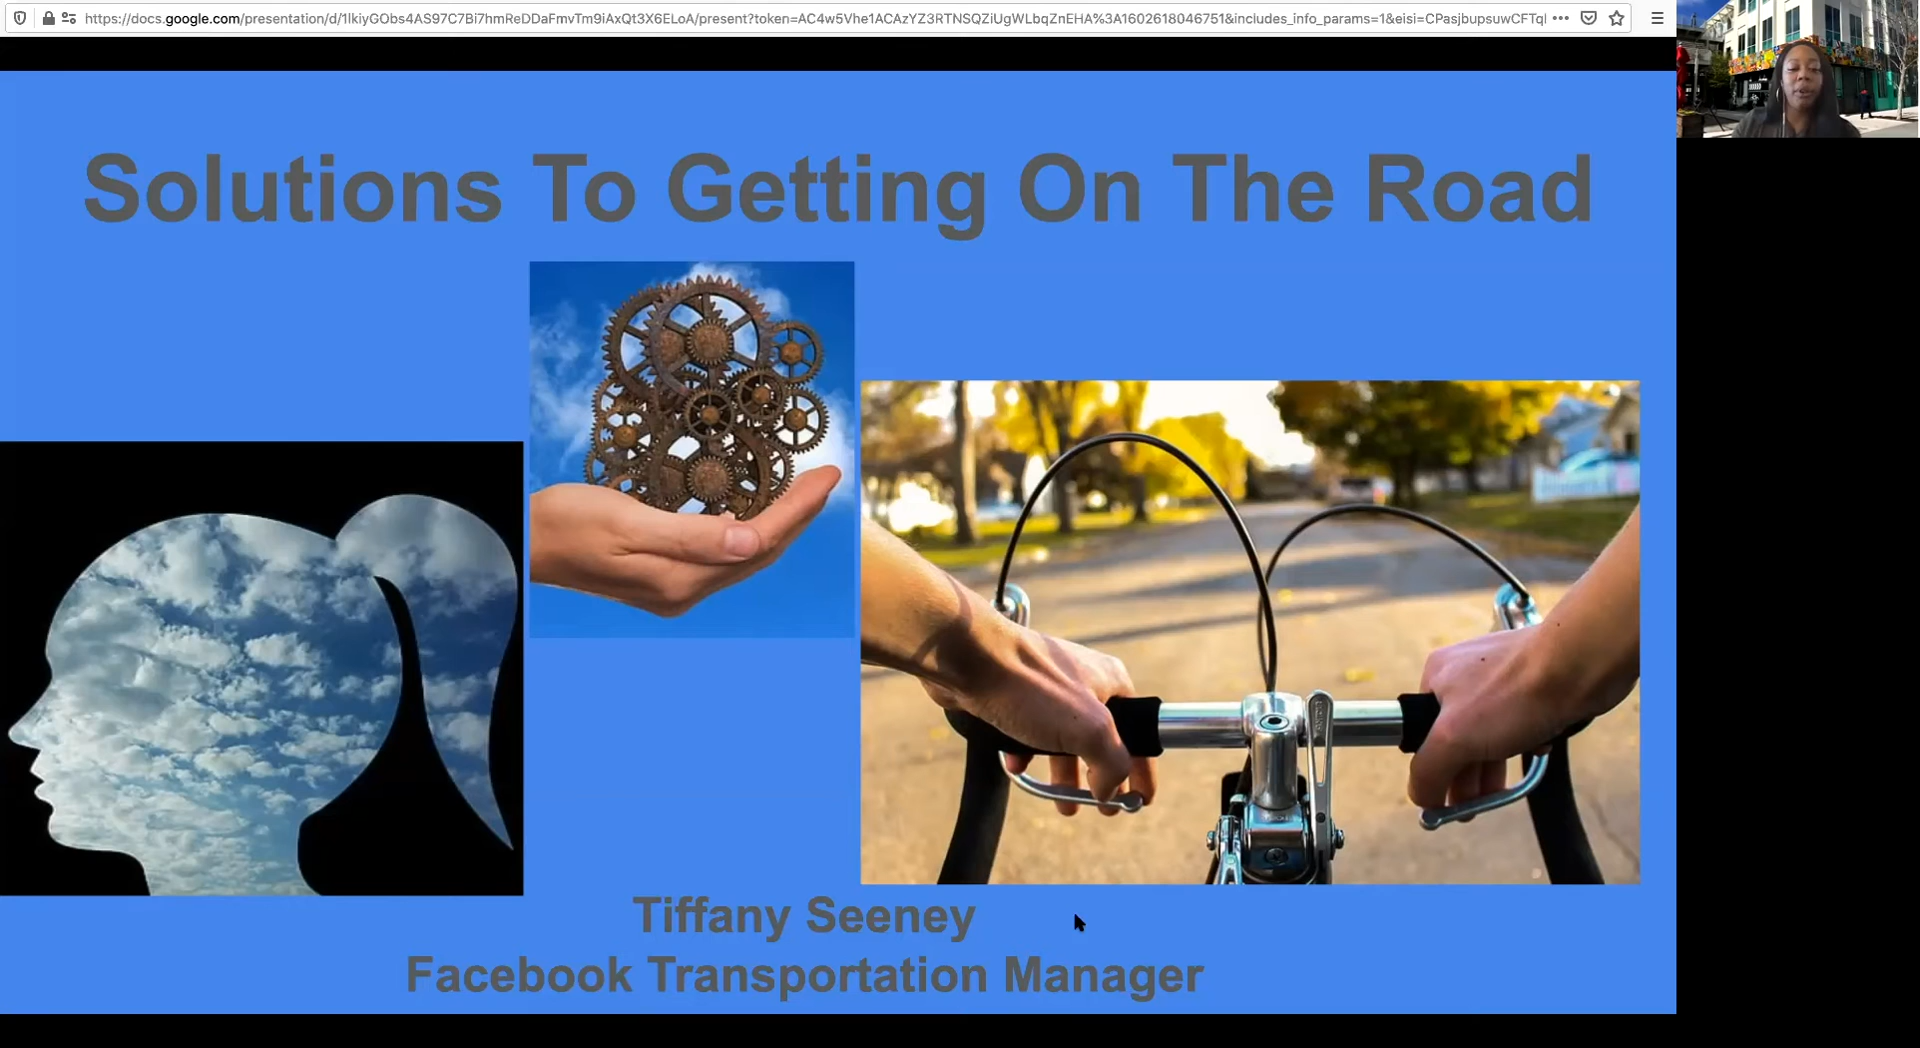 https://docs.google.com/presentation/d/1lkiyGObs4AS97C7Bi7hmReDDaFmvTm9iAxQt3X6ELoA/present?token=AC4w5Vhe1ACAzYZ3RTNSQZiUgWLbqZnEHA%3A1602618046751&includes_info_params=1&eisi=CPasjbupsuwCFTql
Solutions To Getting On The Road
Tiffany Seeney
Facebook Transportation Manager